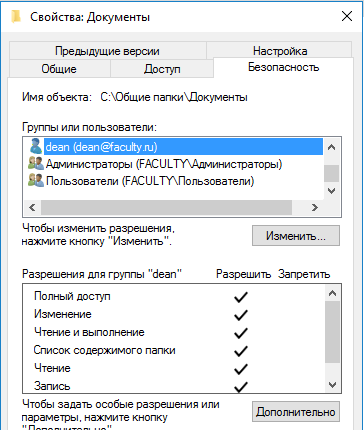 Свойства: Документы
Предыдущие версии Настройка
Общие Доступ Безопасность
Имя объекта: C:\Общие папки\Документы
Группы или пользователи:
dean (dean@faculty.ru)
Администраторы (FACULTY\Администраторы)
Пользователи (FACULTY\Пользователи)
Чтобы изменить разрешения,
нажмите кнопку "Изменить".
Изменить...
Разрешения для группы "dean" Разрешить Запретить
Полный доступ
Изменение
Чтение и выполнение
Список содержимого папки
Чтение
Запись
Чтобы задать особые разрешения или
параметры, нажмите кнопку
"Дополнительно".
Дополнительно